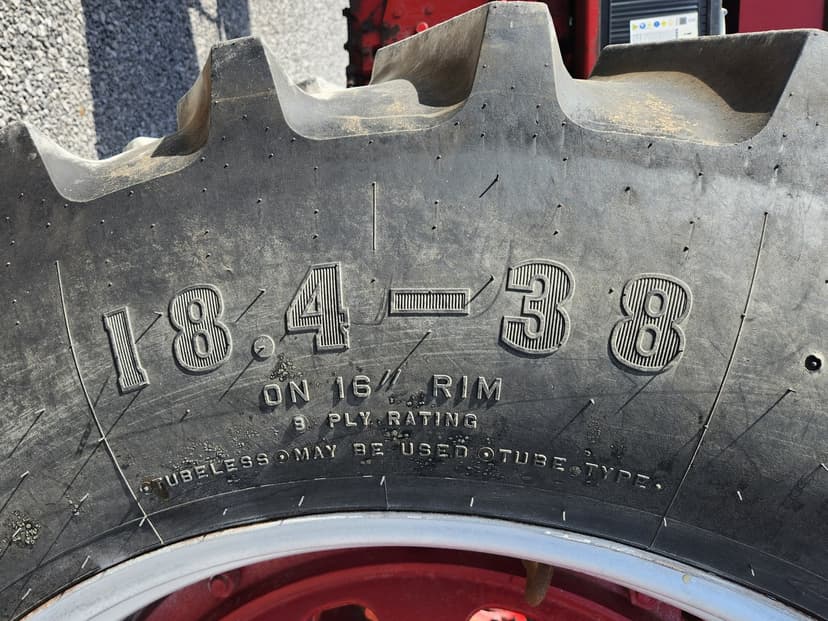 18.4-38
ON 16" RIM
8 PLY RATING
•TUBELESS•MAY BE USED•TUBE TYPE•